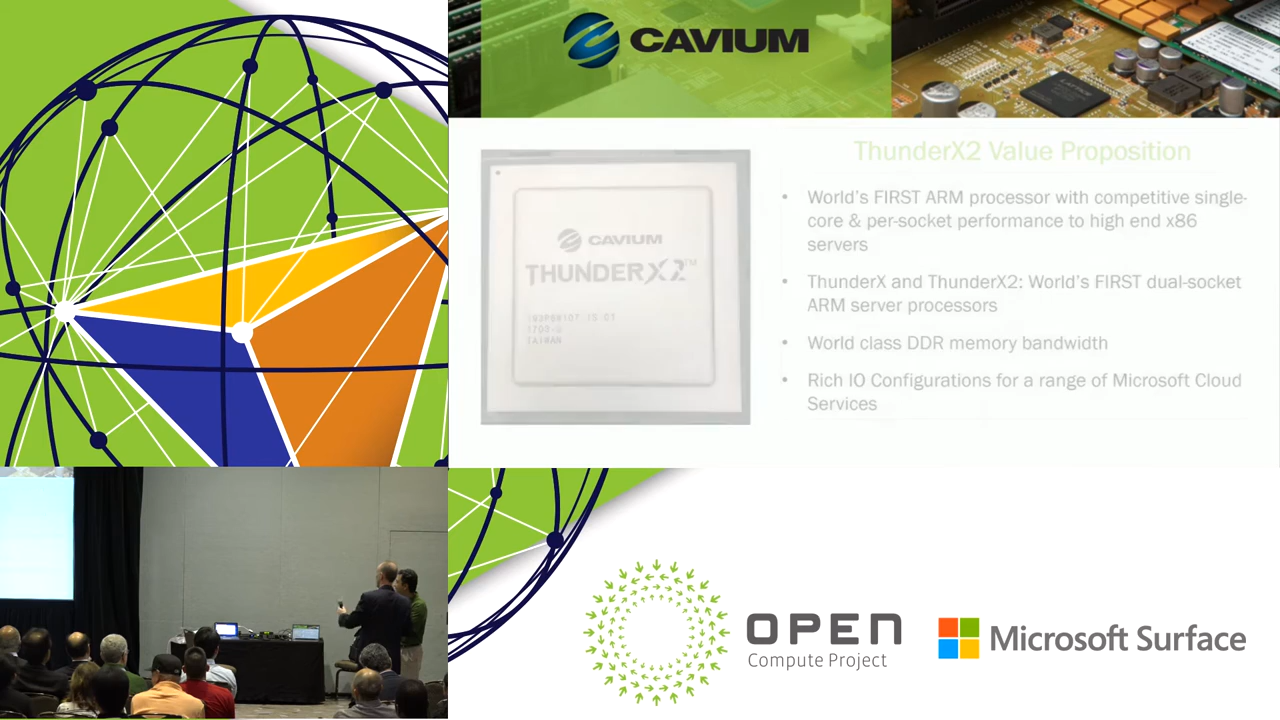 CAVIUM
ThunderX2 Value Proposition
CAVIUM
THUNDERX2™
TAIWAN
• World's FIRST ARM processor with competitive single-
core & per-socket performance to high end x86
servers
• ThunderX and ThunderX2: World's FIRST dual-socket
ARM server processors
• World class DDR memory bandwidth
• Rich IO Configurations for a range of Microsoft Cloud
Services
OPEN
Compute Project
Microsoft Surface